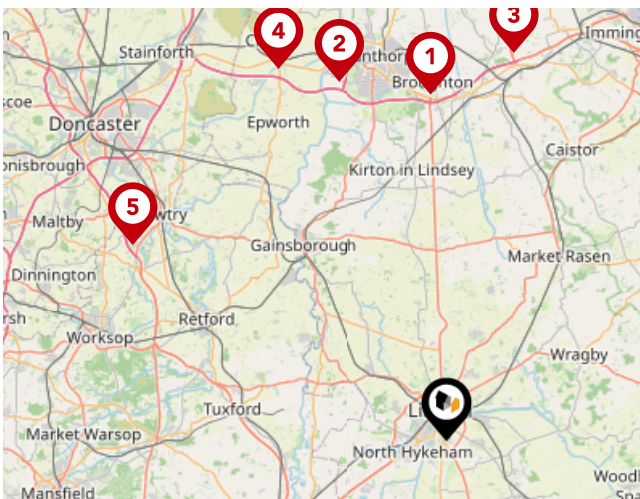 3
4
Imming
2
Stainforth
1
Doncaster
Epworth
Caistor
Kirton in Lindsey
5
Maltby
Gainsborough
Market Rasen
Dinnington
Retford
Worksop
Wragby
Tuxford
Market Warsop
North Hykeham
Mansfield